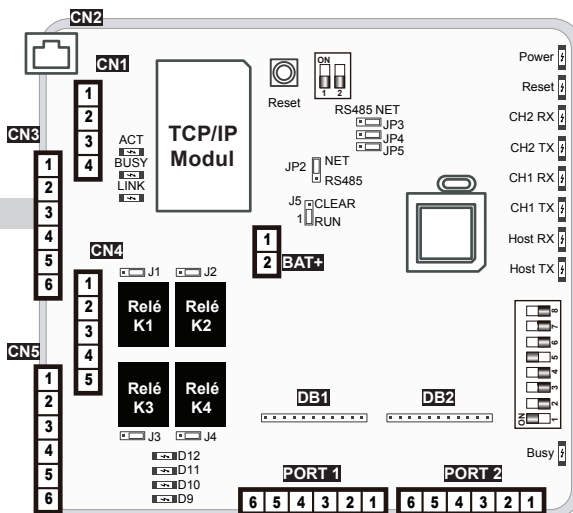 CN2
CN1
1
2
3
4
CN3
1
2
3
4
5
6
ACT
BUSY
LINK
TCP/IP
Modul
Reset
ON
1 2
RS485 NET
JP3
JP4
JP5
JP2
NET
RS485
J5
CLEAR
1
RUN
1
2
BAT+
Power
Reset
CH2 RX
CH2 TX
CH1 RX
CH1 TX
Host RX
Host TX
CN4
1
2
3
4
5
J1
J2
Relé
K1
Relé
K2
Relé
K3
Relé
K4
J3
J4
D12
D11
D10
D9
CN5
1
2
3
4
5
6
DB1
DB2
8
7
6
5
4
3
2
1
ON
Busy
PORT 1
6 5 4 3 2 1
PORT 2
6 5 4 3 2 1